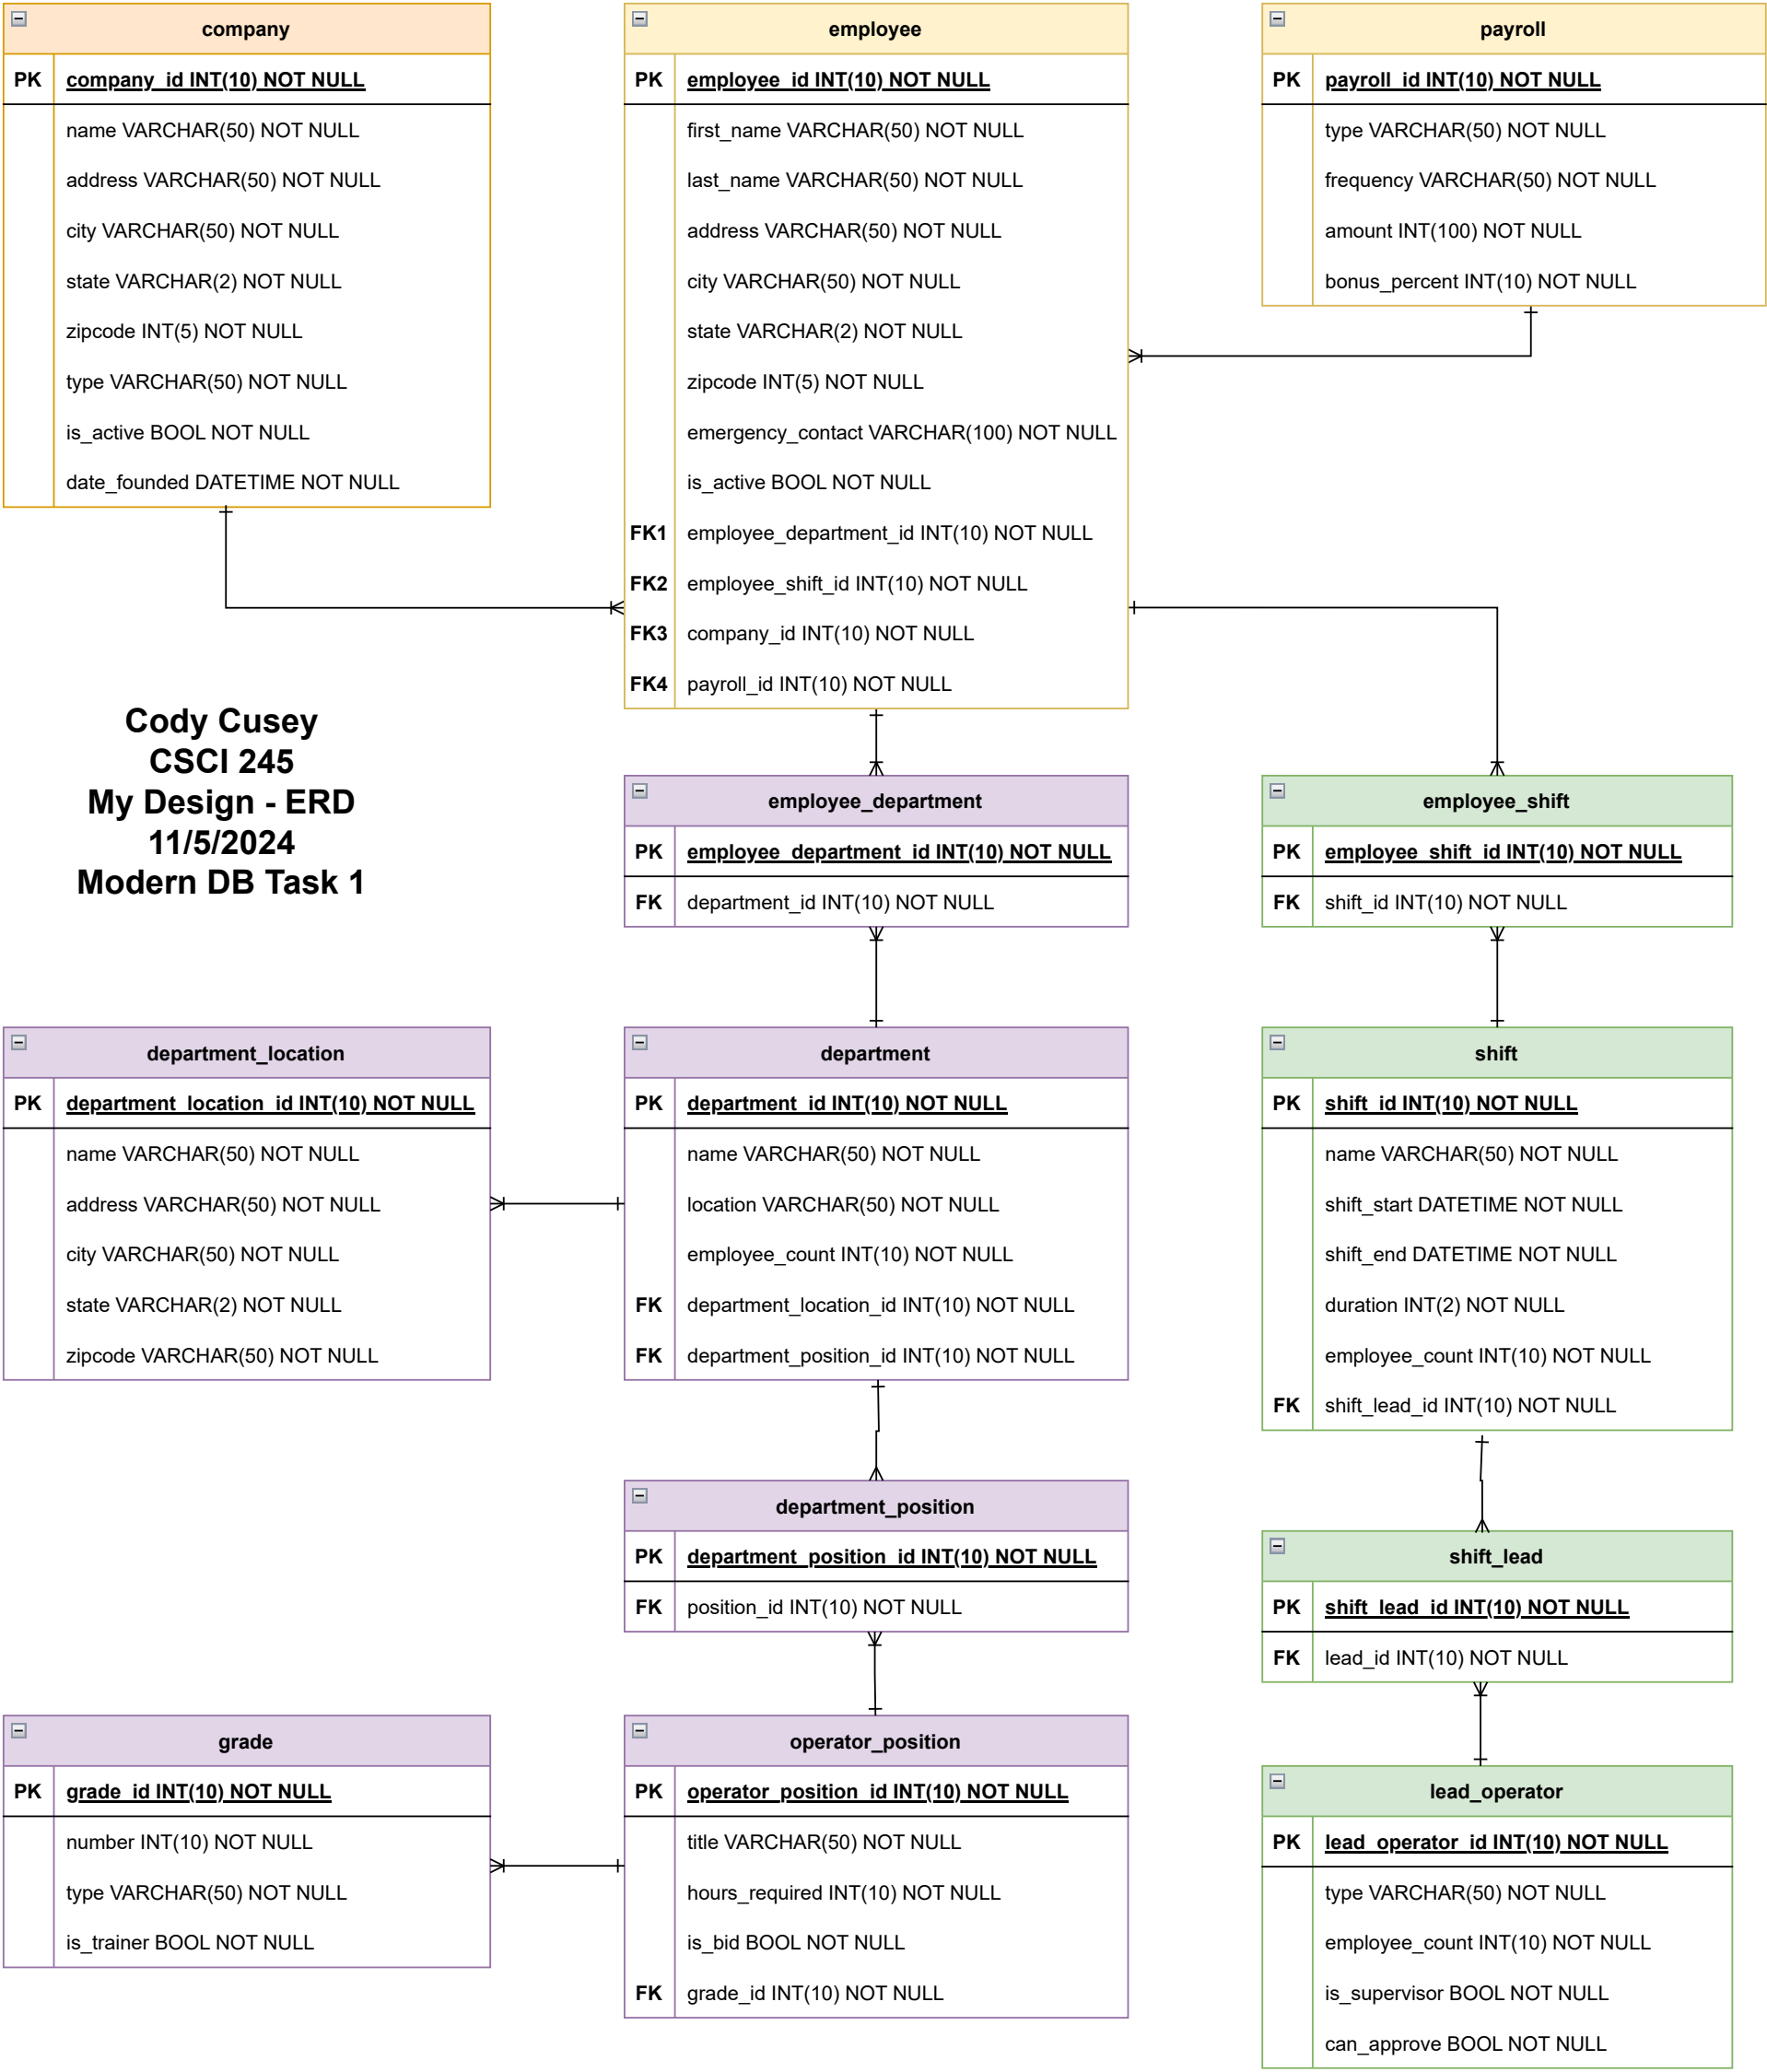 company
PK company_id INT(10) NOT NULL
name VARCHAR(50) NOT NULL
address VARCHAR(50) NOT NULL
city VARCHAR(50) NOT NULL
state VARCHAR(2) NOT NULL
zipcode INT(5) NOT NULL
type VARCHAR(50) NOT NULL
is_active BOOL NOT NULL
date_founded DATETIME NOT NULL
employee
PK employee_id INT(10) NOT NULL
first_name VARCHAR(50) NOT NULL
last_name VARCHAR(50) NOT NULL
address VARCHAR(50) NOT NULL
city VARCHAR(50) NOT NULL
state VARCHAR(2) NOT NULL
zipcode INT(5) NOT NULL
emergency_contact VARCHAR(100) NOT NULL
is_active BOOL NOT NULL
FK1 employee_department_id INT(10) NOT NULL
FK2 employee_shift_id INT(10) NOT NULL
FK3 company_id INT(10) NOT NULL
FK4 payroll_id INT(10) NOT NULL
payroll
PK payroll_id INT(10) NOT NULL
type VARCHAR(50) NOT NULL
frequency VARCHAR(50) NOT NULL
amount INT(100) NOT NULL
bonus_percent INT(10) NOT NULL
Cody Cusey
CSCI 245
My Design - ERD
11/5/2024
Modern DB Task 1
employee_department
PK employee_department_id INT(10) NOT NULL
FK department_id INT(10) NOT NULL
employee_shift
PK employee_shift_id INT(10) NOT NULL
FK shift_id INT(10) NOT NULL
department_location
PK department_location_id INT(10) NOT NULL
name VARCHAR(50) NOT NULL
address VARCHAR(50) NOT NULL
city VARCHAR(50) NOT NULL
state VARCHAR(2) NOT NULL
zipcode VARCHAR(50) NOT NULL
department
PK department_id INT(10) NOT NULL
name VARCHAR(50) NOT NULL
location VARCHAR(50) NOT NULL
employee_count INT(10) NOT NULL
FK department_location_id INT(10) NOT NULL
FK department_position_id INT(10) NOT NULL
shift
PK shift_id INT(10) NOT NULL
name VARCHAR(50) NOT NULL
shift_start DATETIME NOT NULL
shift_end DATETIME NOT NULL
duration INT(2) NOT NULL
employee_count INT(10) NOT NULL
FK shift_lead_id INT(10) NOT NULL
department_position
PK department_position_id INT(10) NOT NULL
FK position_id INT(10) NOT NULL
shift_lead
PK shift_lead_id INT(10) NOT NULL
FK lead_id INT(10) NOT NULL
grade
PK grade_id INT(10) NOT NULL
number INT(10) NOT NULL
type VARCHAR(50) NOT NULL
is_trainer BOOL NOT NULL
operator_position
PK operator_position_id INT(10) NOT NULL
title VARCHAR(50) NOT NULL
hours_required INT(10) NOT NULL
is_bid BOOL NOT NULL
FK grade_id INT(10) NOT NULL
lead_operator
PK lead_operator_id INT(10) NOT NULL
type VARCHAR(50) NOT NULL
employee_count INT(10) NOT NULL
is_supervisor BOOL NOT NULL
can_approve BOOL NOT NULL